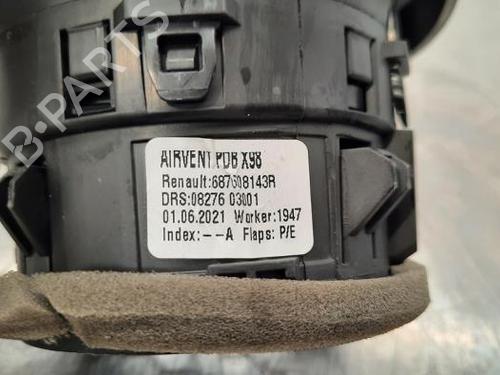 AIRVENT PDB X98
Renault:687608143R
DRS:08276 03001
01.06.2021 Worker:1947
Index:--A Flaps: P/E
B-PARTS